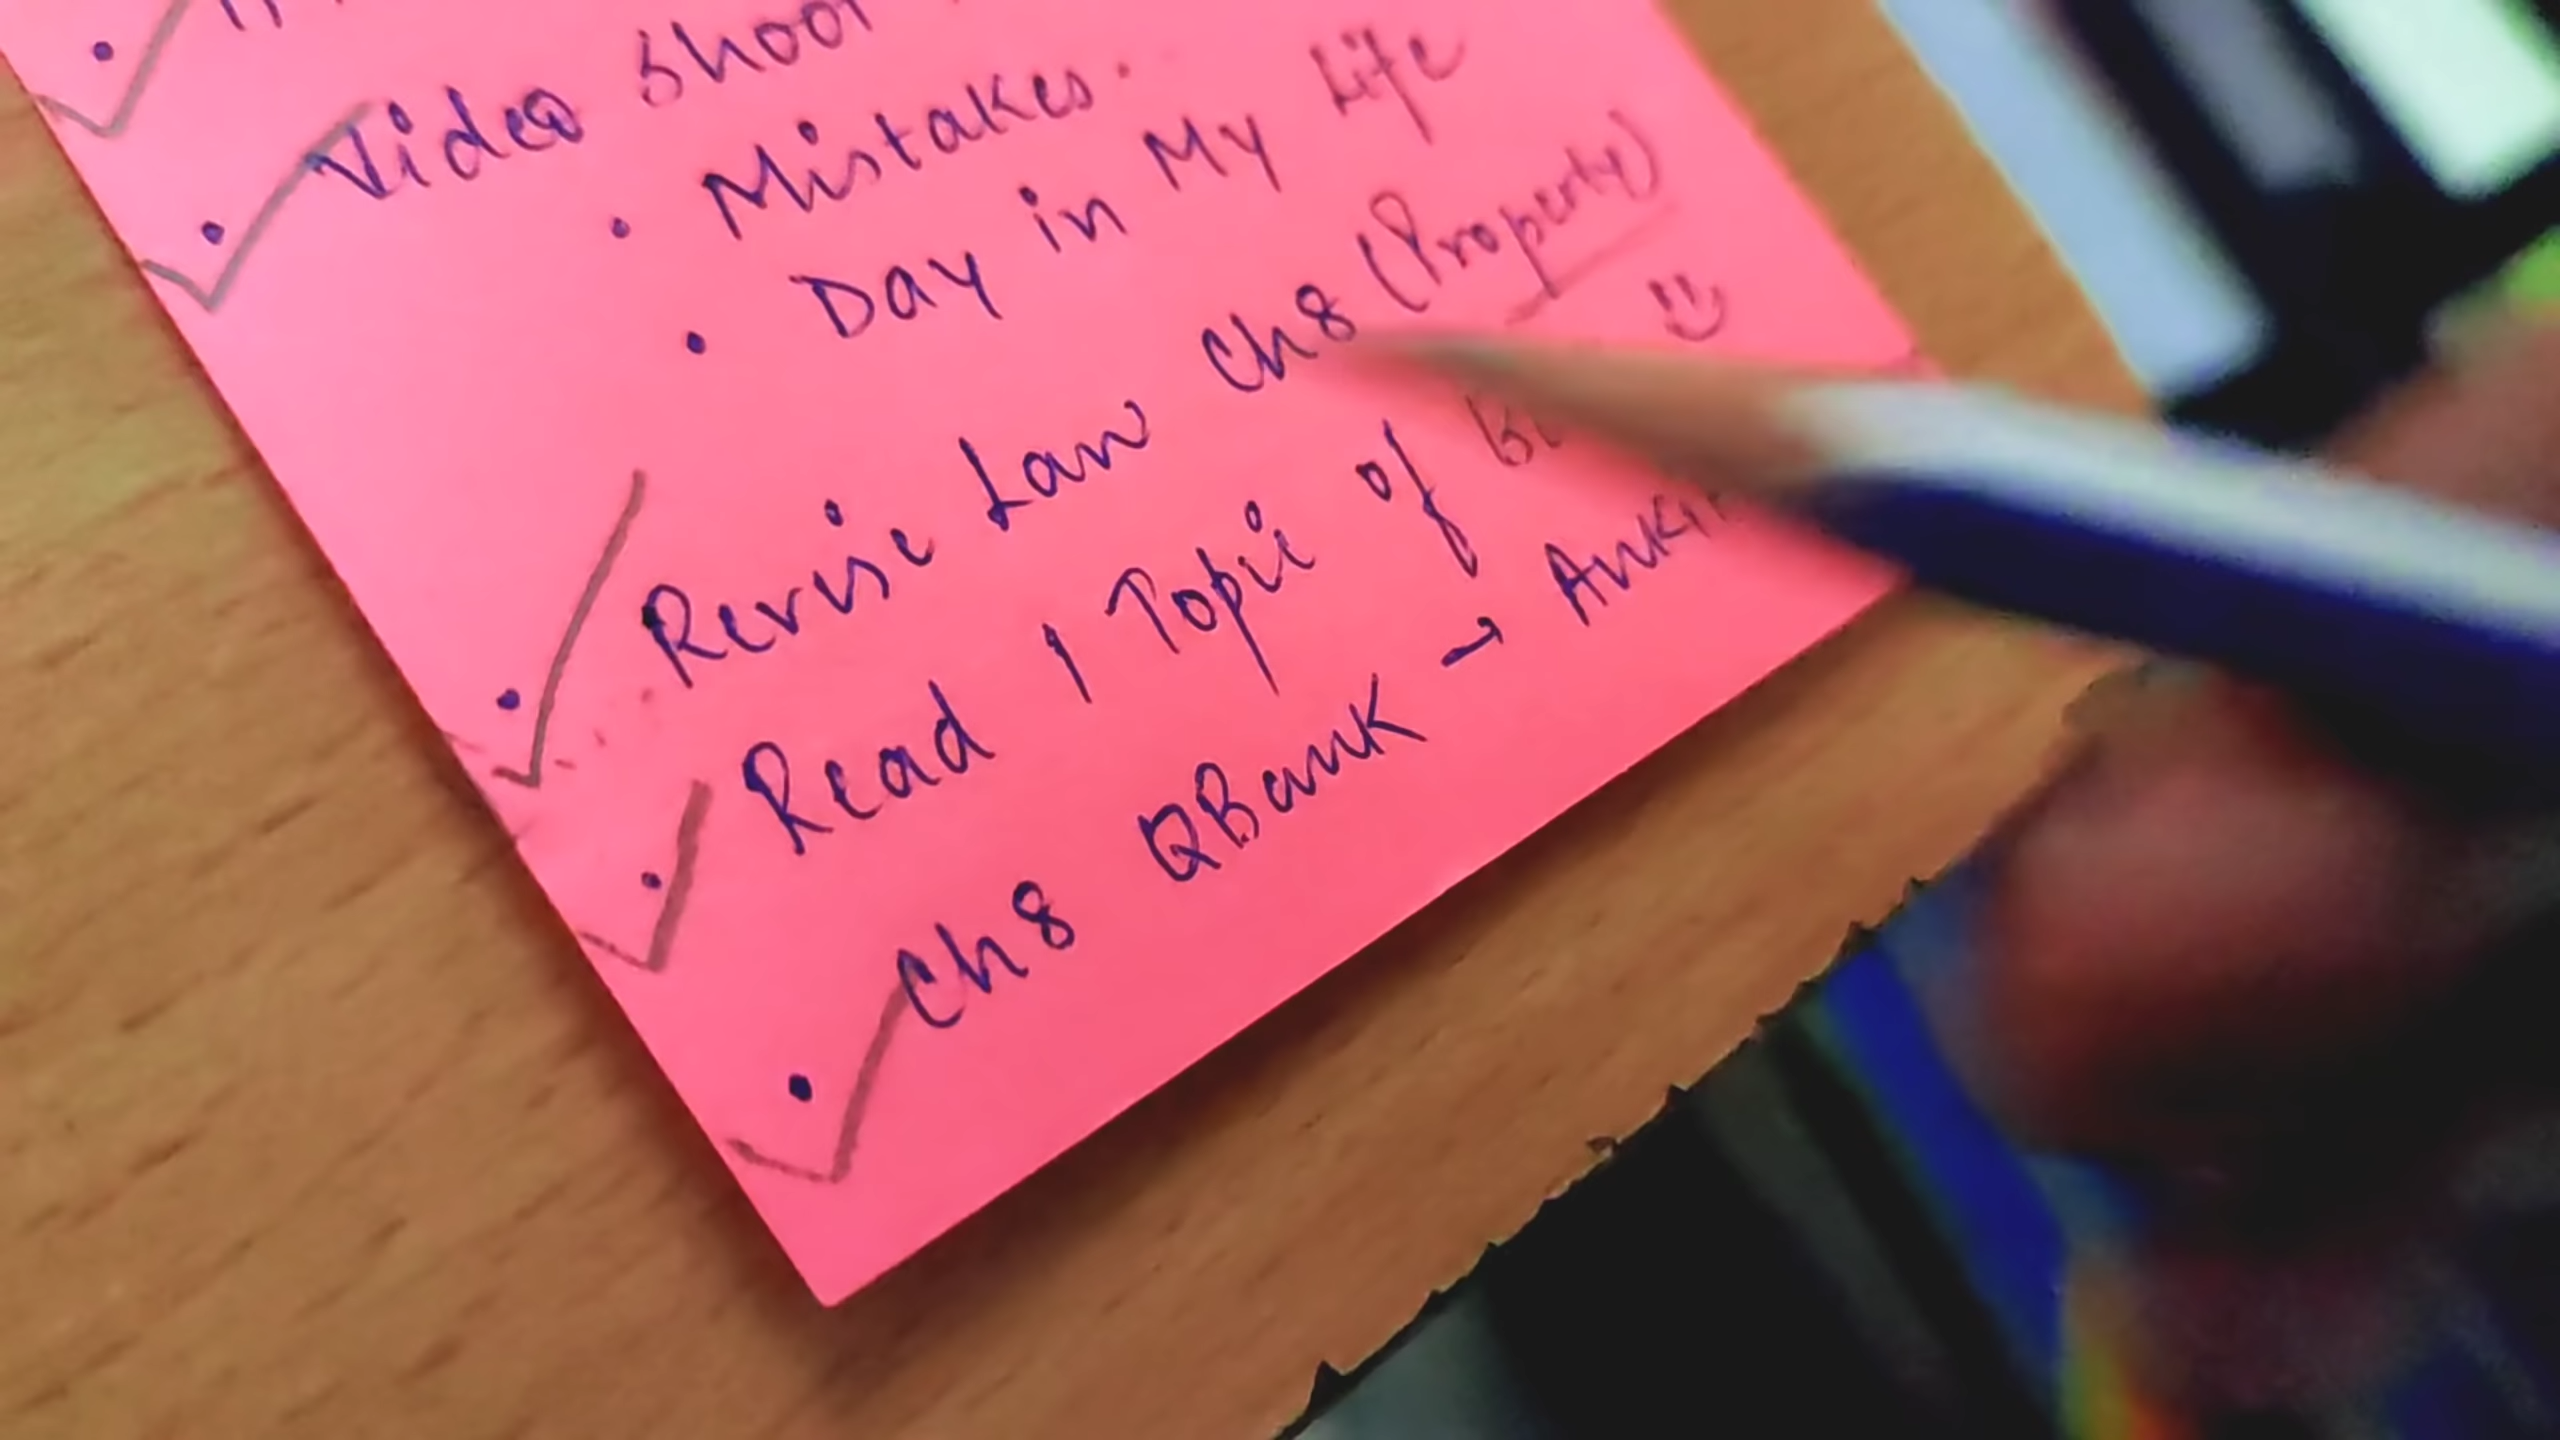 Video Shoot
• Mistakes.
• Day in My Life
• Revise Law Ch8 (Property)
• Read 1 Topic of
• Ch8 QBank →